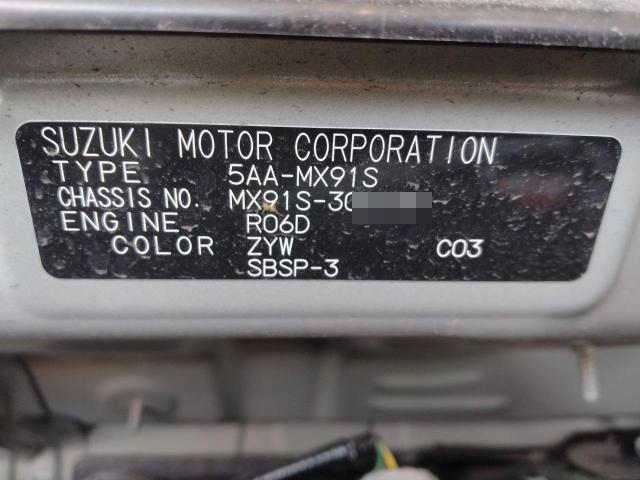 SUZUKI MOTOR CORPORATION
TYPE 5AA-MX91S
CHASSIS NO. MX91S-30
ENGINE R06D
COLOR ZYW C03
SBSP-3